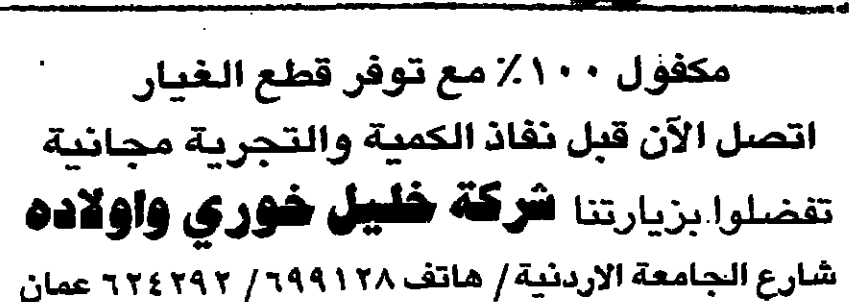 مكفول ١٠٠٪ مع توفر قطع الغيار
اتصل الآن قبل نفاذ الكمية والتجربة مجانية
تفضلوا بزيارتنا شركة خليل خوري واولاده
شارع الجامعة الاردنية / هاتف ٦٩٩١٢٨ / ٦٢٤٢٩٢ عمان